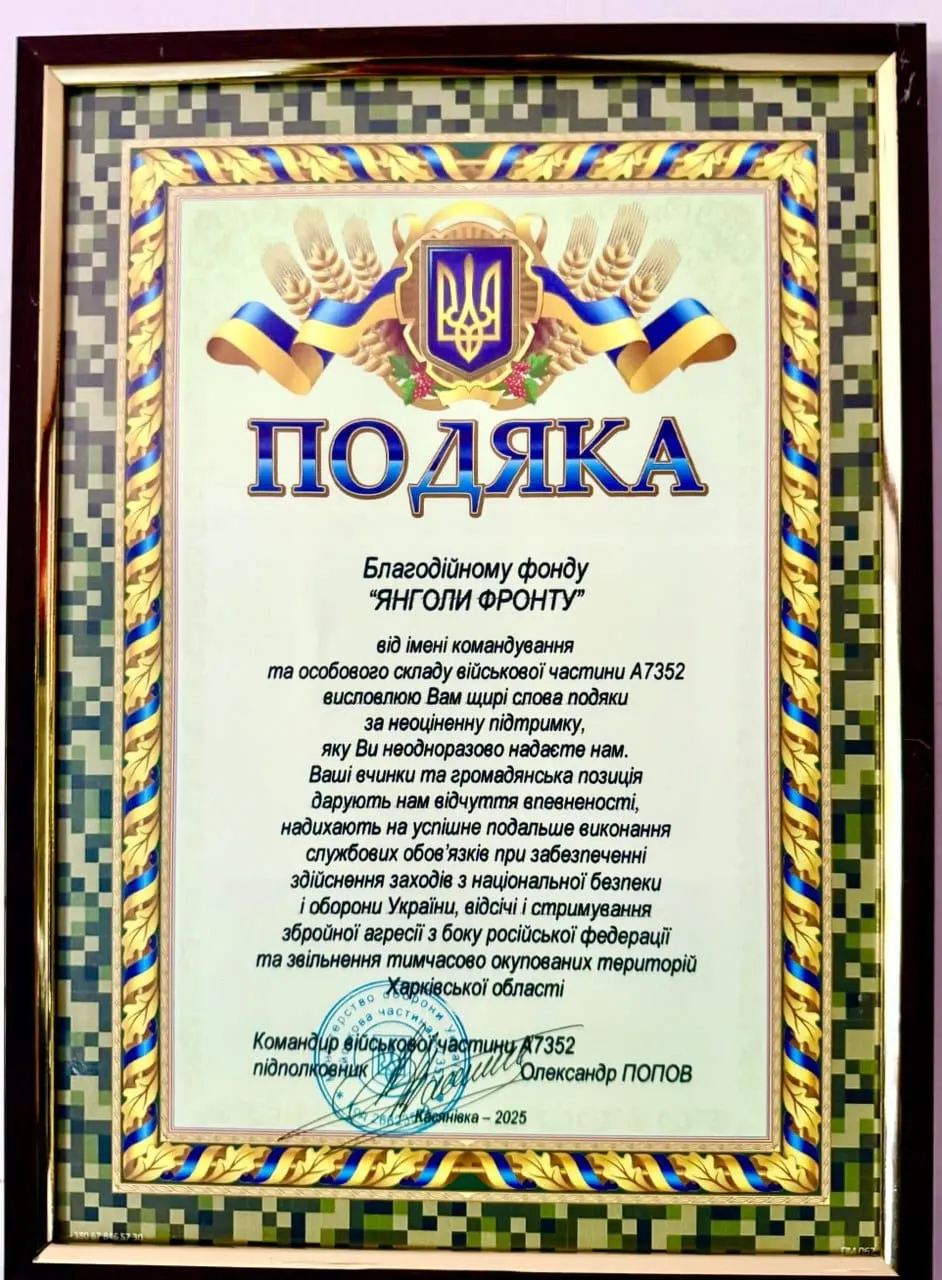 ПОДЯКА
Благодійному фонду
“ЯНГОЛИ ФРОНТУ”
від імені командування
та особового складу військової частини А7352
висловлюю Вам щирі слова подяки
за неоціненну підтримку,
яку Ви неодноразово надаєте нам.
Ваші вчинки та громадянська позиція
дарують нам відчуття впевненості,
надихають на успішне подальше виконання
службових обов’язків при забезпеченні
здійснення заходів з національної безпеки
і оборони України, відсічі і стримування
збройної агресії з боку російської федерації
та звільнення тимчасово окупованих територій
Харківської області
Командир військової частини А7352
підполковник Олександр ПОПОВ
Касянівка – 2025